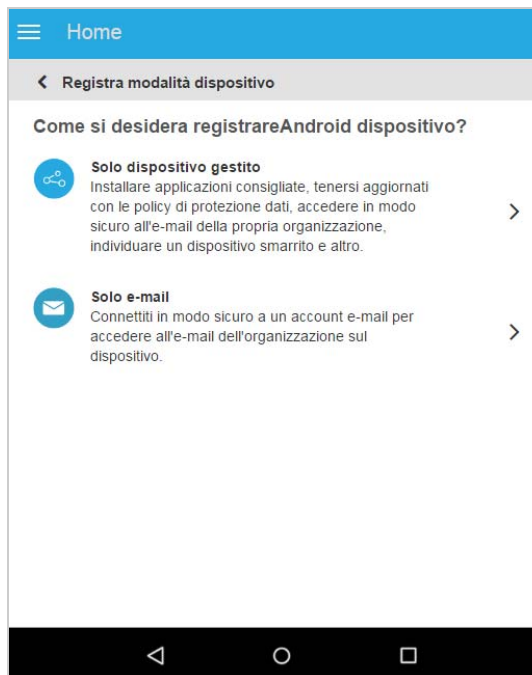 Home
Registra modalità dispositivo
Come si desidera registrareAndroid dispositivo?
Solo dispositivo gestito
Installare applicazioni consigliate, tenersi aggiornati
con le policy di protezione dati, accedere in modo
sicuro all'e-mail della propria organizzazione,
individuare un dispositivo smarrito e altro.
Solo e-mail
Connettiti in modo sicuro a un account e-mail per
accedere all'e-mail dell'organizzazione sul
dispositivo.